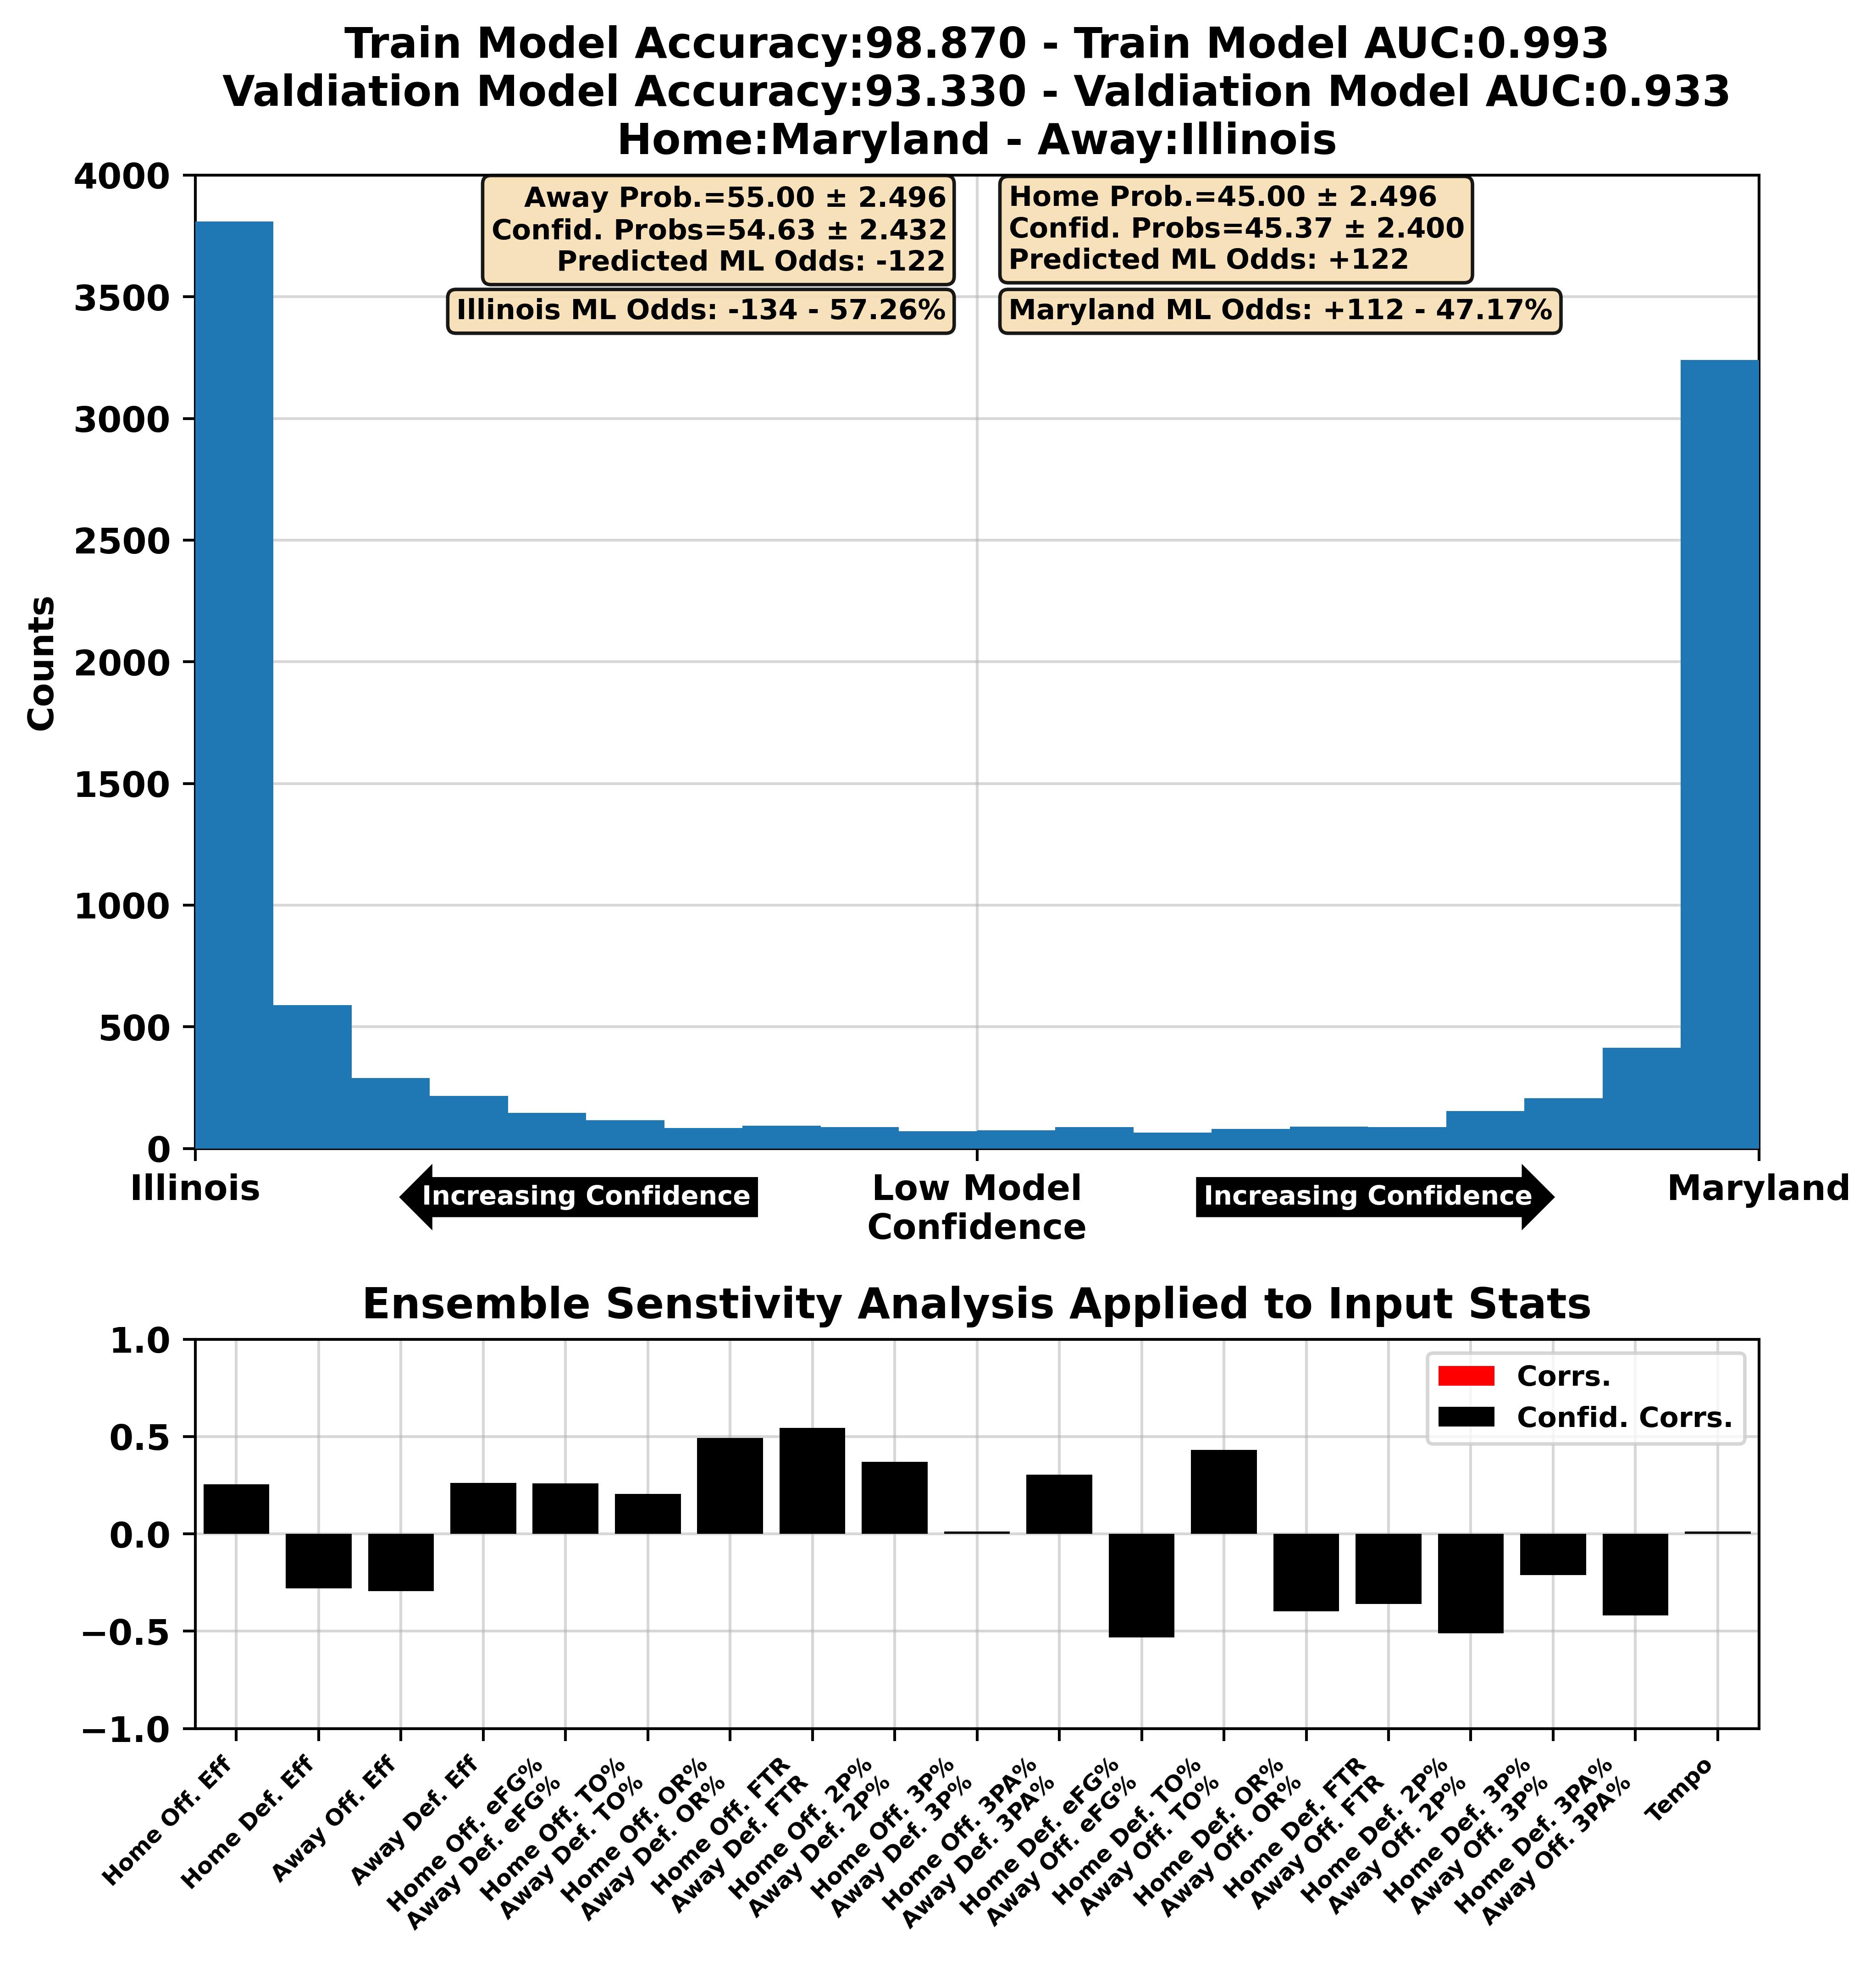 Train Model Accuracy:98.870 - Train Model AUC:0.993
Valdiation Model Accuracy:93.330 - Valdiation Model AUC:0.933
Home:Maryland - Away:Illinois
Away Prob.=55.00 ± 2.496
Confid. Probs=54.63 ± 2.432
Predicted ML Odds: -122
Illinois ML Odds: -134 - 57.26%
Home Prob.=45.00 ± 2.496
Confid. Probs=45.37 ± 2.400
Predicted ML Odds: +122
Maryland ML Odds: +112 - 47.17%
Counts
4000
3500
3000
2500
2000
1500
1000
500
0
Illinois
Increasing Confidence
Low Model
Confidence
Increasing Confidence
Maryland
Ensemble Senstivity Analysis Applied to Input Stats
1.0
0.5
0.0
−0.5
−1.0
Corrs.
Confid. Corrs.
Home Off. Eff
Home Def. Eff
Away Off. Eff
Away Def. Eff
Home Off. eFG%
Away Def. eFG%
Home Off. TO%
Away Def. TO%
Home Off. OR%
Away Def. OR%
Home Off. FTR
Away Def. FTR
Home Off. 2P%
Away Def. 2P%
Home Off. 3P%
Away Def. 3P%
Home Off. 3PA%
Away Def. 3PA%
Home Def. eFG%
Away Off. eFG%
Home Def. TO%
Away Off. TO%
Home Def. OR%
Away Off. OR%
Home Def. FTR
Away Off. FTR
Home Def. 2P%
Away Off. 2P%
Home Def. 3P%
Away Off. 3P%
Home Def. 3PA%
Away Off. 3PA%
Tempo